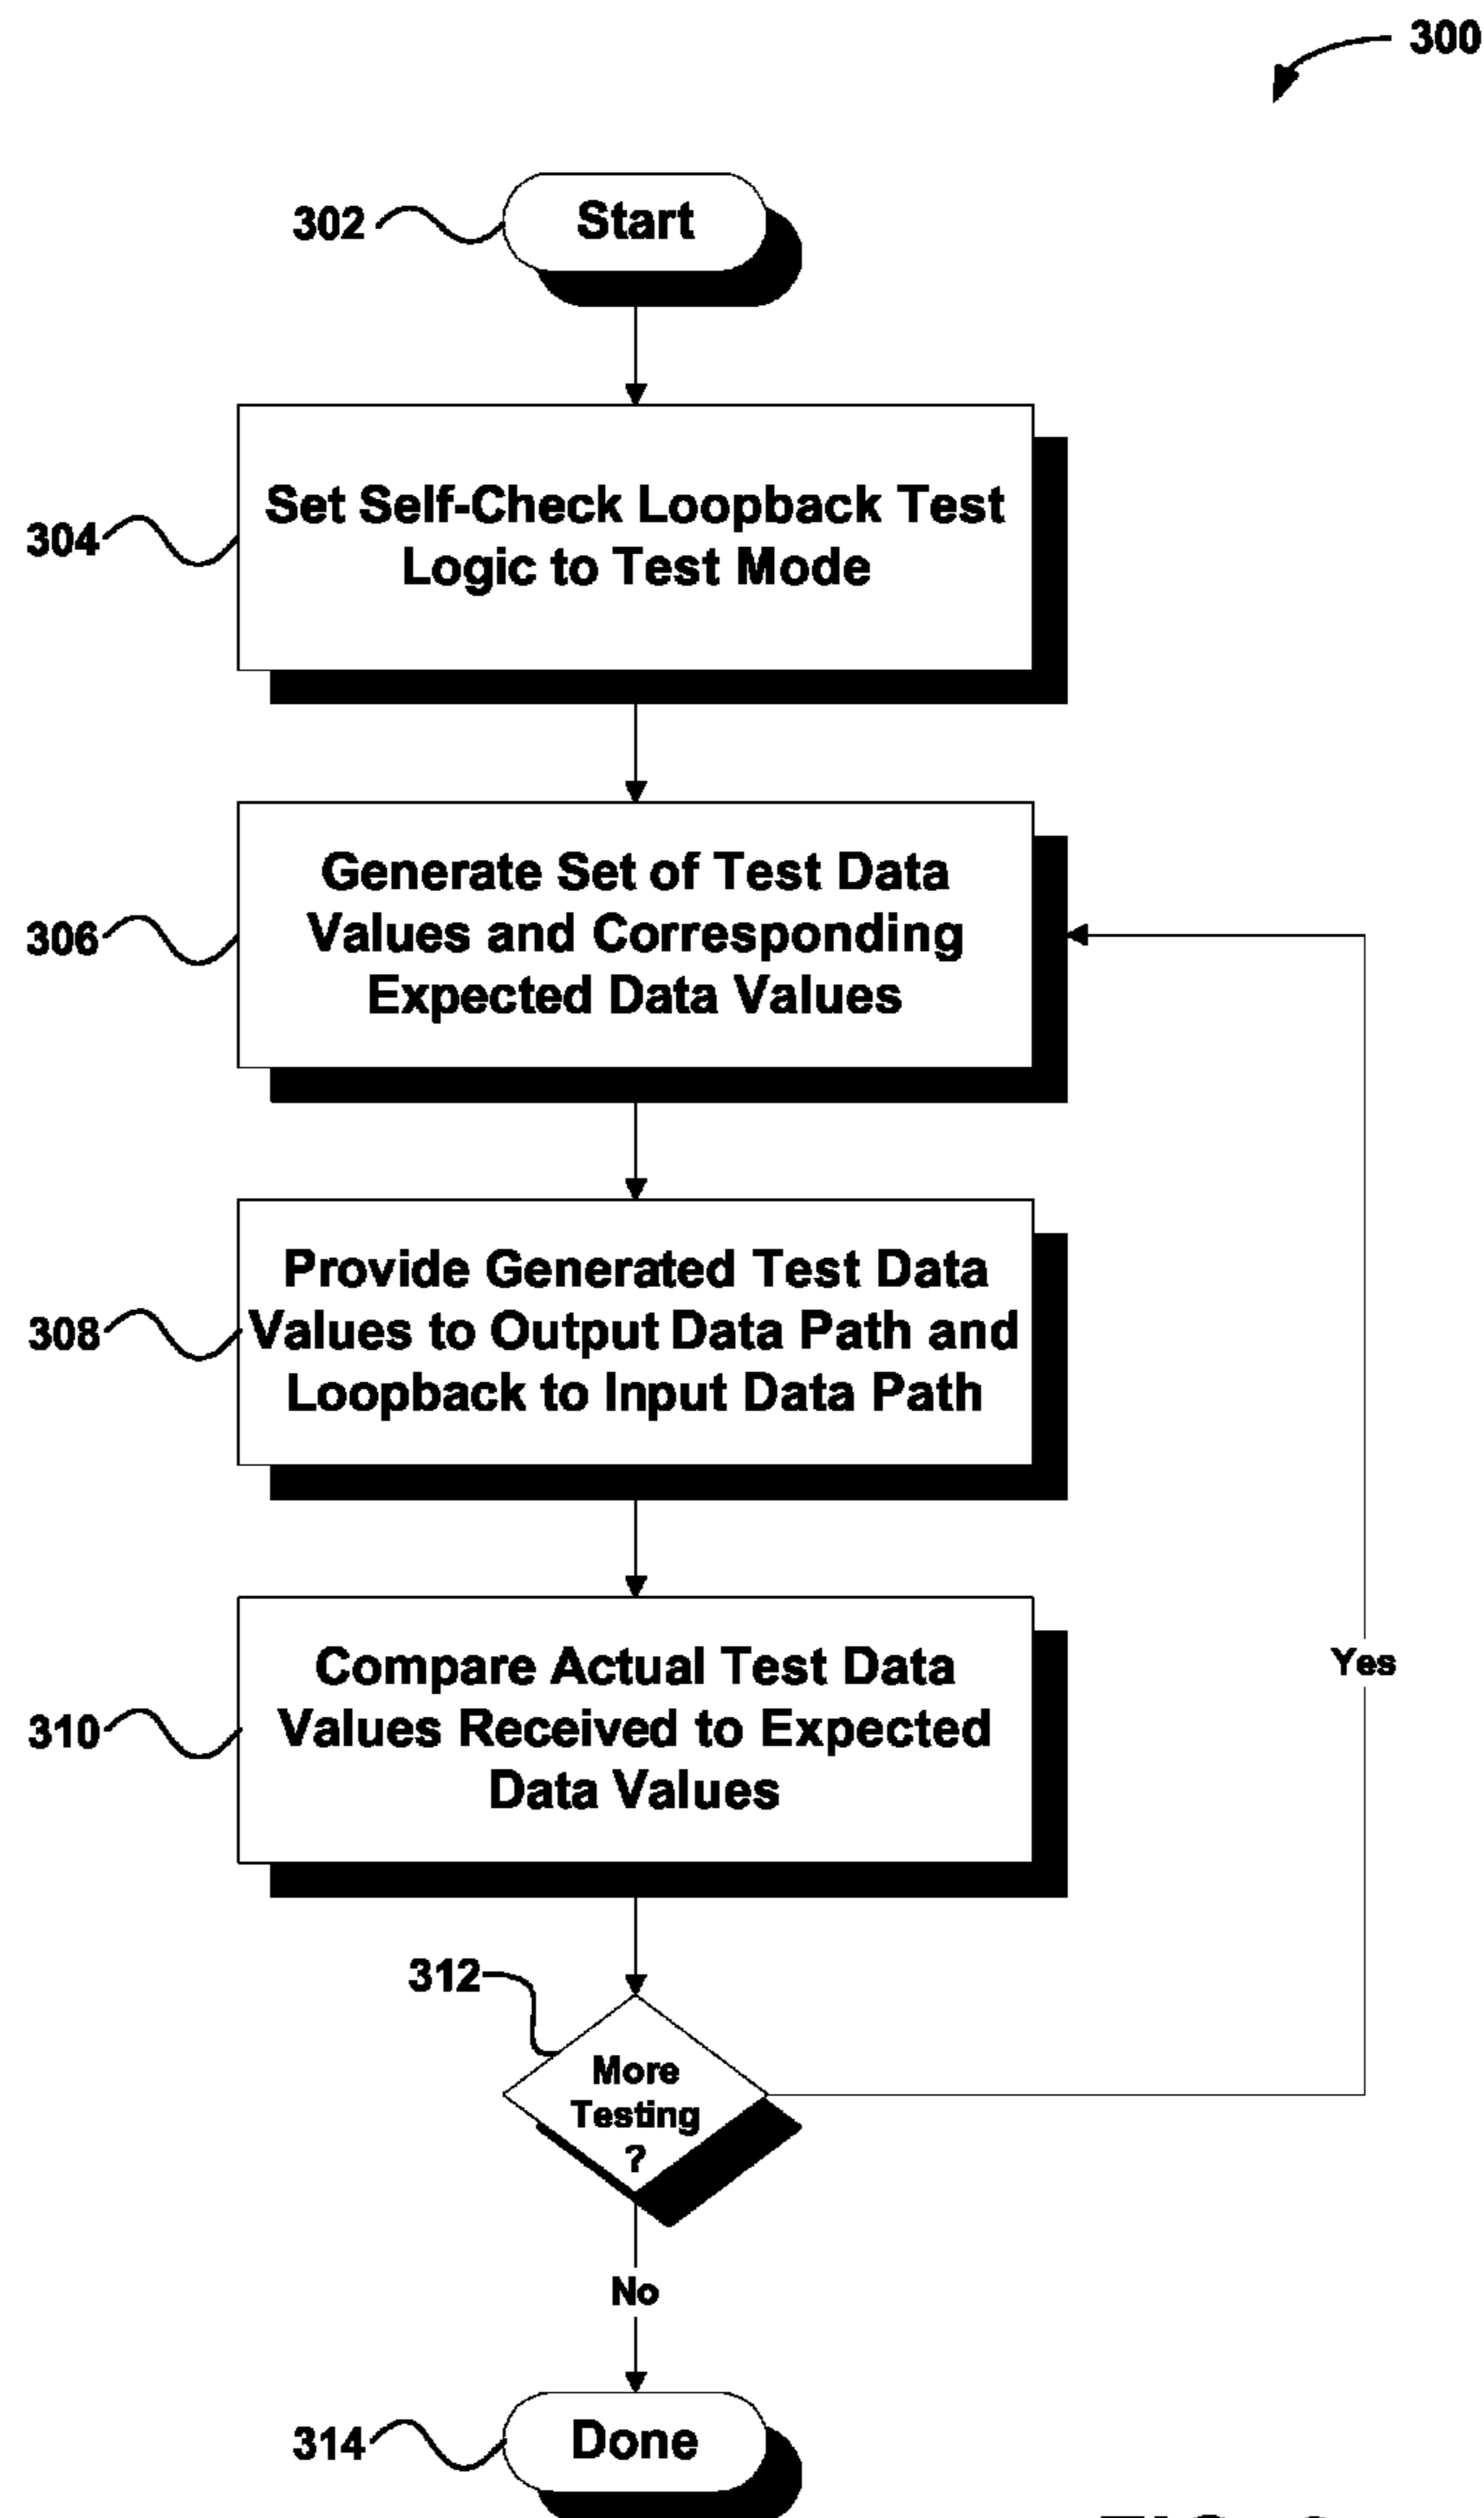 300
302
Start
304
Set Self-Check Loopback Test
Logic to Test Mode
306
Generate Set of Test Data
Values and Corresponding
Expected Data Values
308
Provide Generated Test Data
Values to Output Data Path and
Loopback to Input Data Path
310
Compare Actual Test Data
Values Received to Expected
Data Values
Yes
312
More
Testing
?
No
314
Done